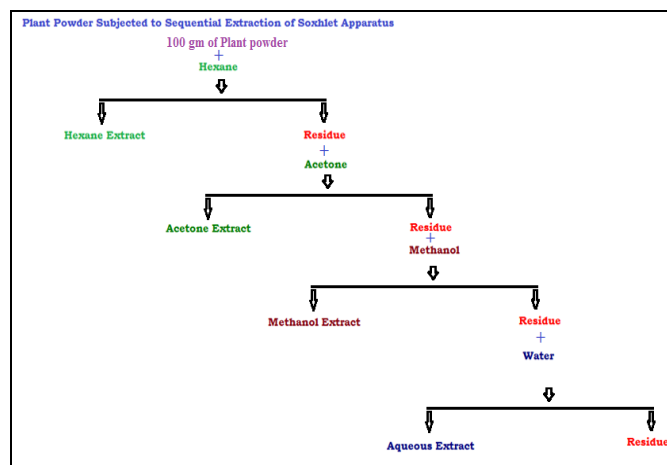 Plant Powder Subjected to Sequential Extraction of Soxhlet Apparatus
100 gm of Plant powder
+
Hexane
Hexane Extract
Residue
+
Acetone
Acetone Extract
Residue
+
Methanol
Methanol Extract
Residue
+
Water
Aqueous Extract
Residue